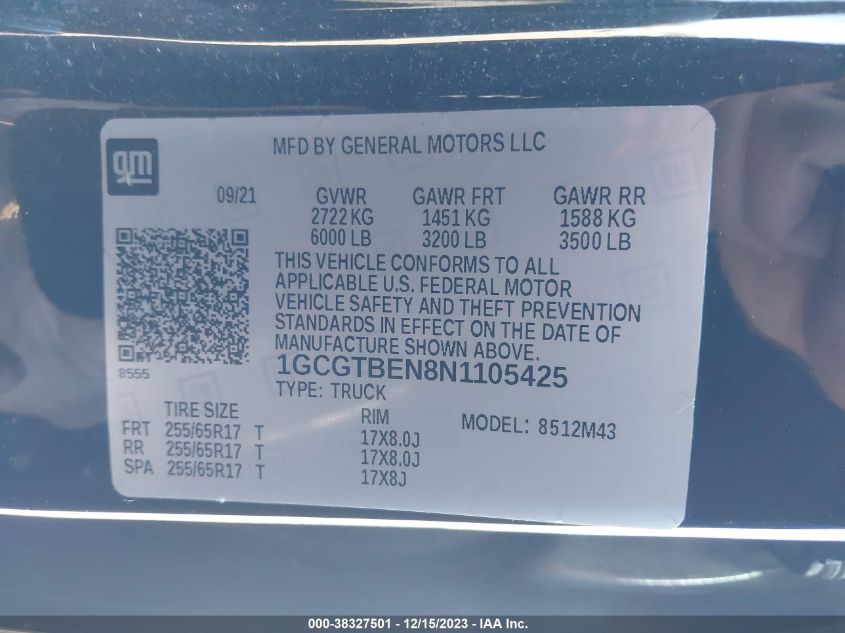 gm
MFD BY GENERAL MOTORS LLC
09/21 GVWR GAWR FRT GAWR RR
2722 KG 1451 KG 1588 KG
6000 LB 3200 LB 3500 LB
THIS VEHICLE CONFORMS TO ALL
APPLICABLE U.S. FEDERAL MOTOR
VEHICLE SAFETY AND THEFT PREVENTION
STANDARDS IN EFFECT ON THE DATE OF
MANUFACTURE SHOWN ABOVE.
8555
1GCGTBEN8N1105425
TYPE: TRUCK
TIRE SIZE RIM MODEL: 8512M43
FRT 255/65R17 T 17X8.0J
RR 255/65R17 T 17X8.0J
SPA 255/65R17 T 17X8J
000-38327501 - 12/15/2023 - IAA Inc.